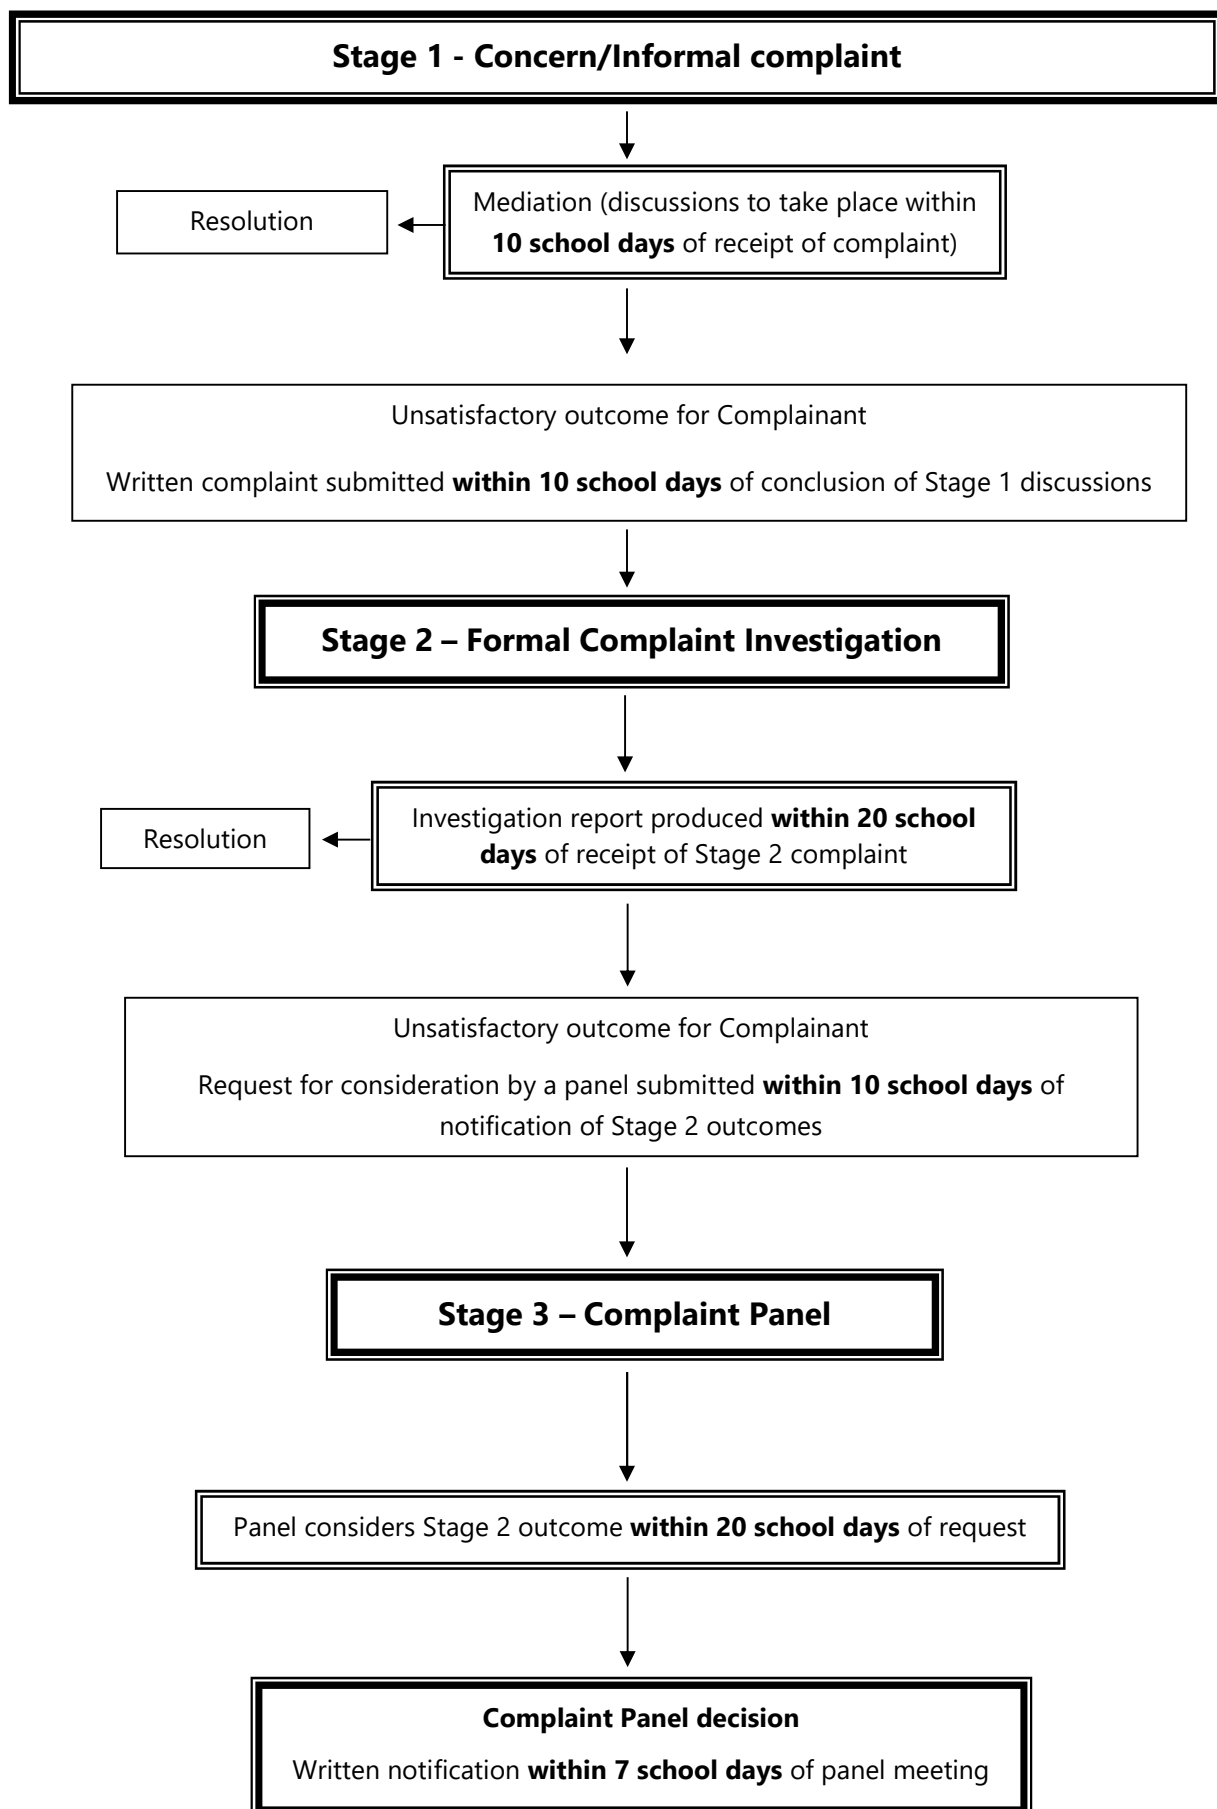 Stage 1 - Concern/Informal complaint
Mediation (discussions to take place within
10 school days of receipt of complaint)
Resolution
Unsatisfactory outcome for Complainant
Written complaint submitted within 10 school days of conclusion of Stage 1 discussions
Stage 2 – Formal Complaint Investigation
Investigation report produced within 20 school
days of receipt of Stage 2 complaint
Resolution
Unsatisfactory outcome for Complainant
Request for consideration by a panel submitted within 10 school days of
notification of Stage 2 outcomes
Stage 3 – Complaint Panel
Panel considers Stage 2 outcome within 20 school days of request
Complaint Panel decision
Written notification within 7 school days of panel meeting